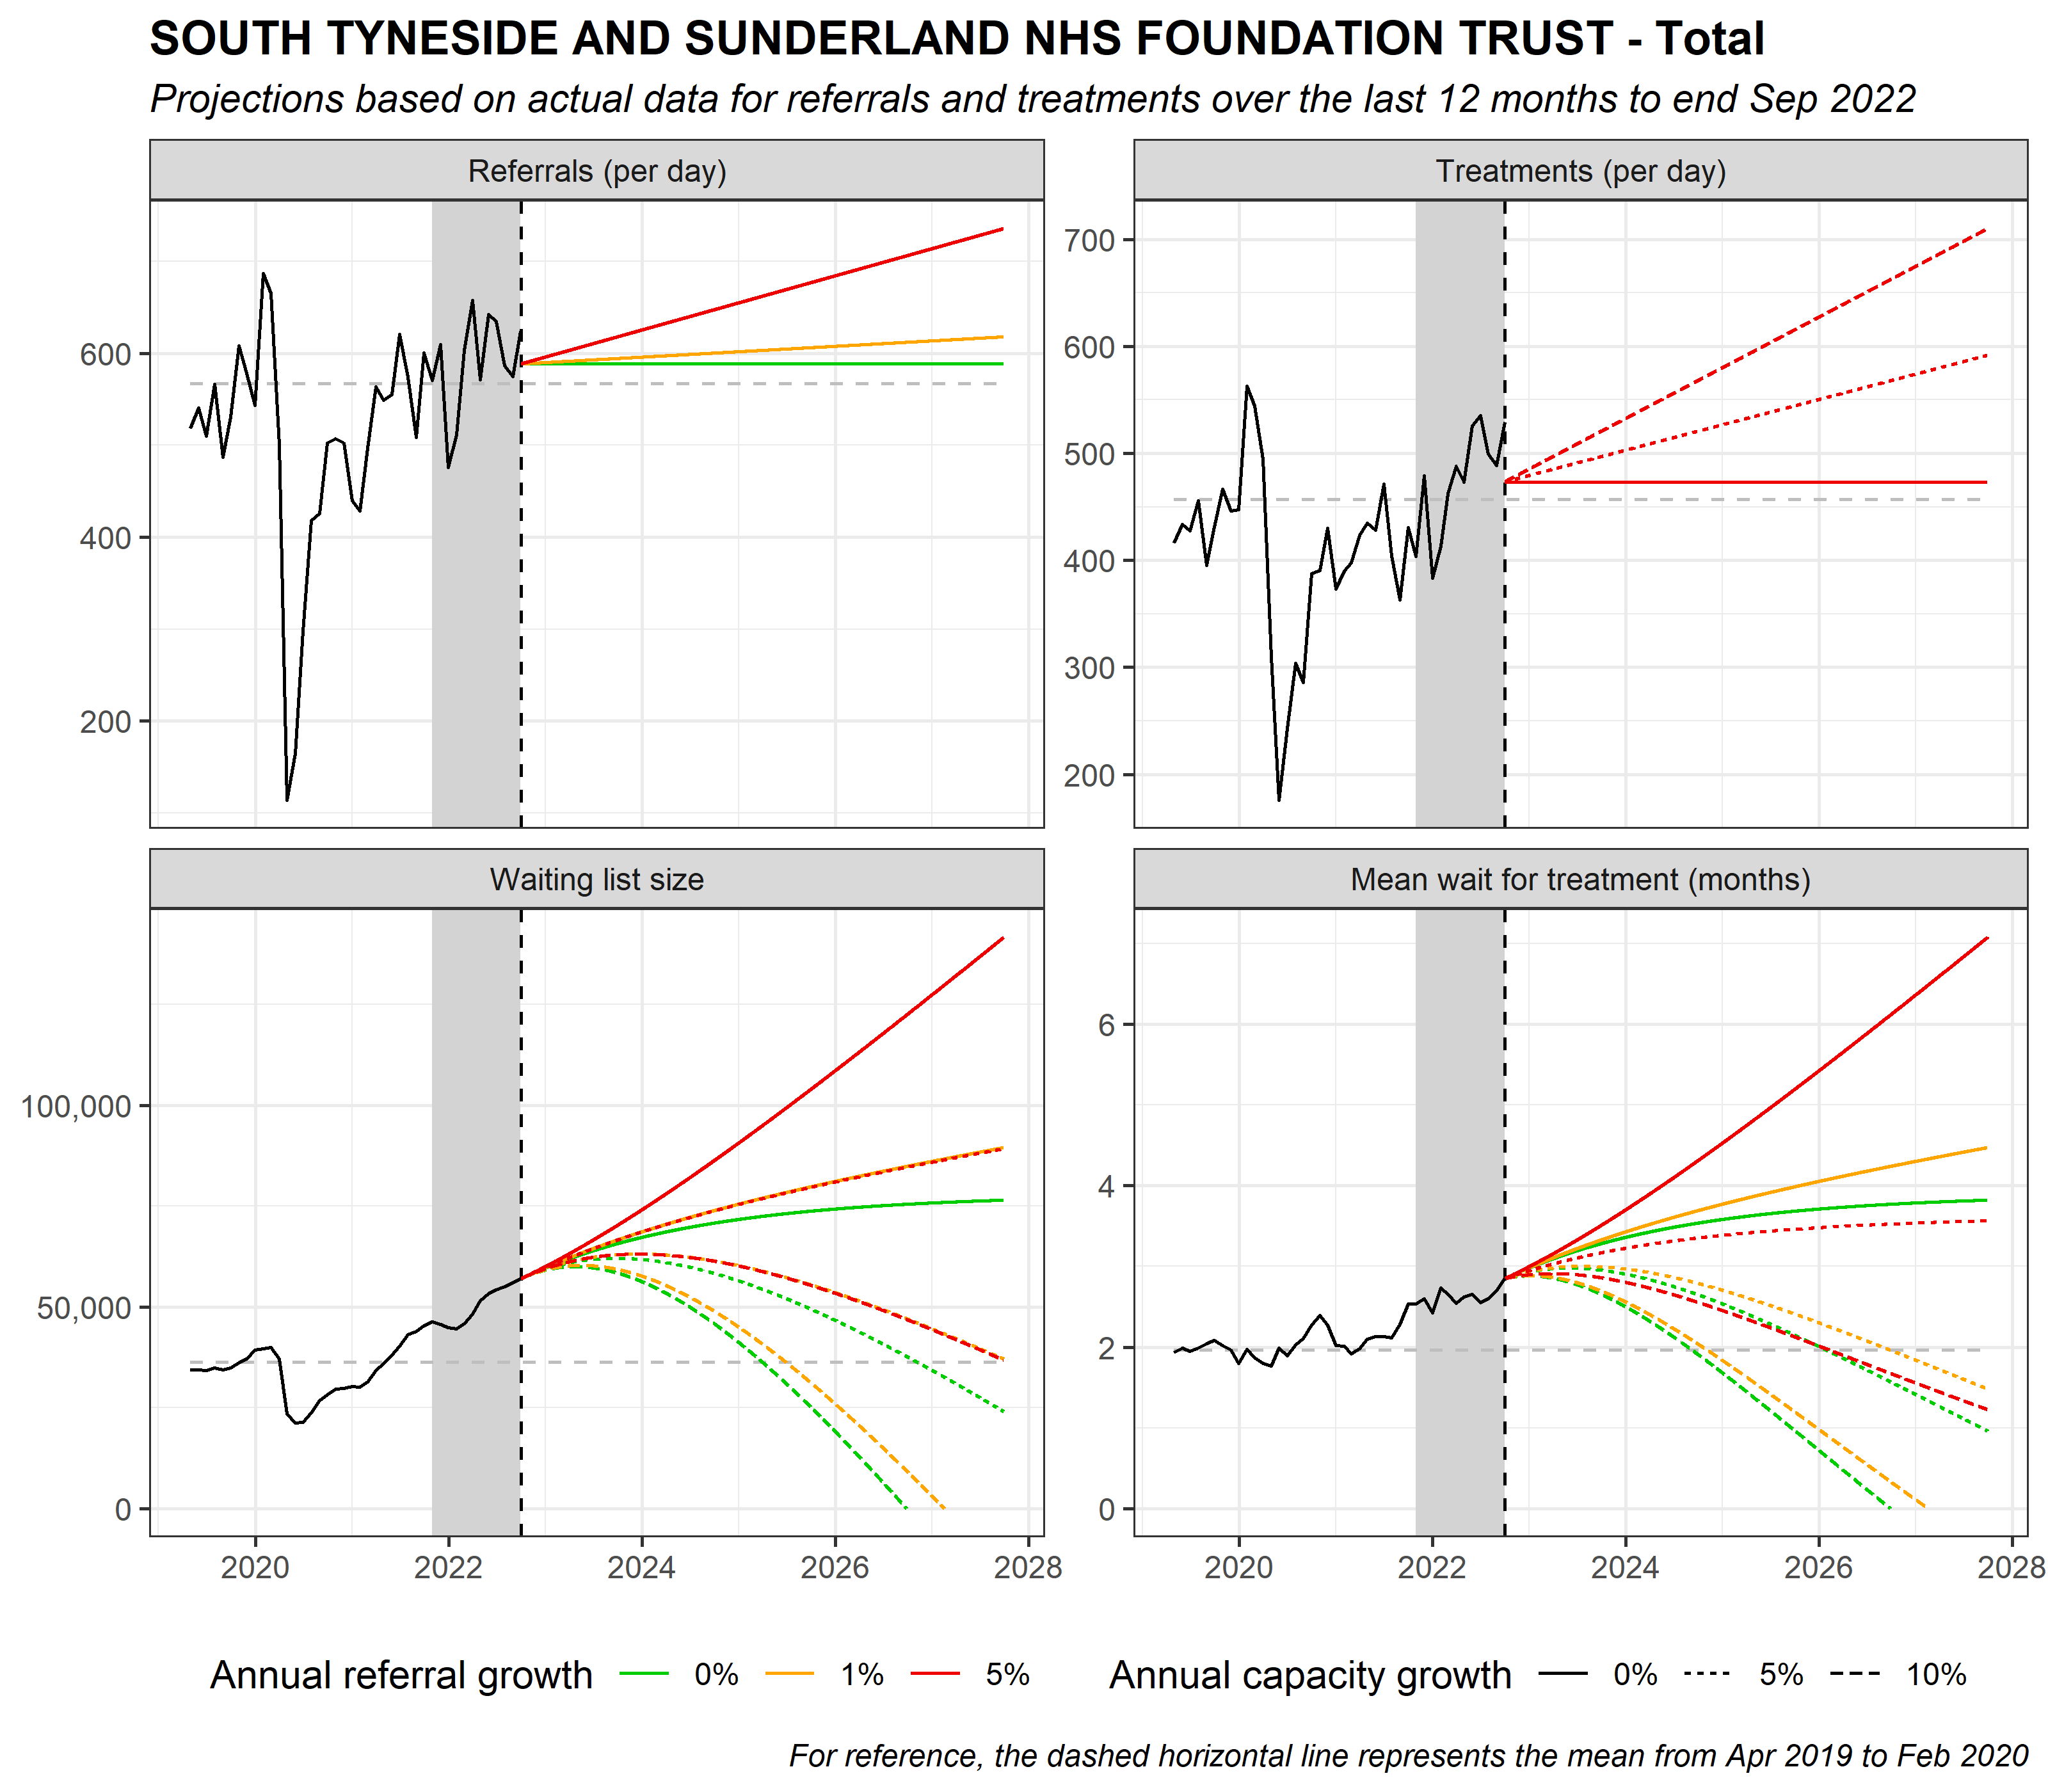 SOUTH TYNESIDE AND SUNDERLAND NHS FOUNDATION TRUST - Total
Projections based on actual data for referrals and treatments over the last 12 months to end Sep 2022
Referrals (per day)
600
400
200
Treatments (per day)
700
600
500
400
300
200
Waiting list size
100,000
50,000
0
2020 2022 2024 2026 2028
Mean wait for treatment (months)
6
4
2
0
2020 2022 2024 2026 2028
Annual referral growth 0% 1% 5%
Annual capacity growth 0% 5% 10%
For reference, the dashed horizontal line represents the mean from Apr 2019 to Feb 2020